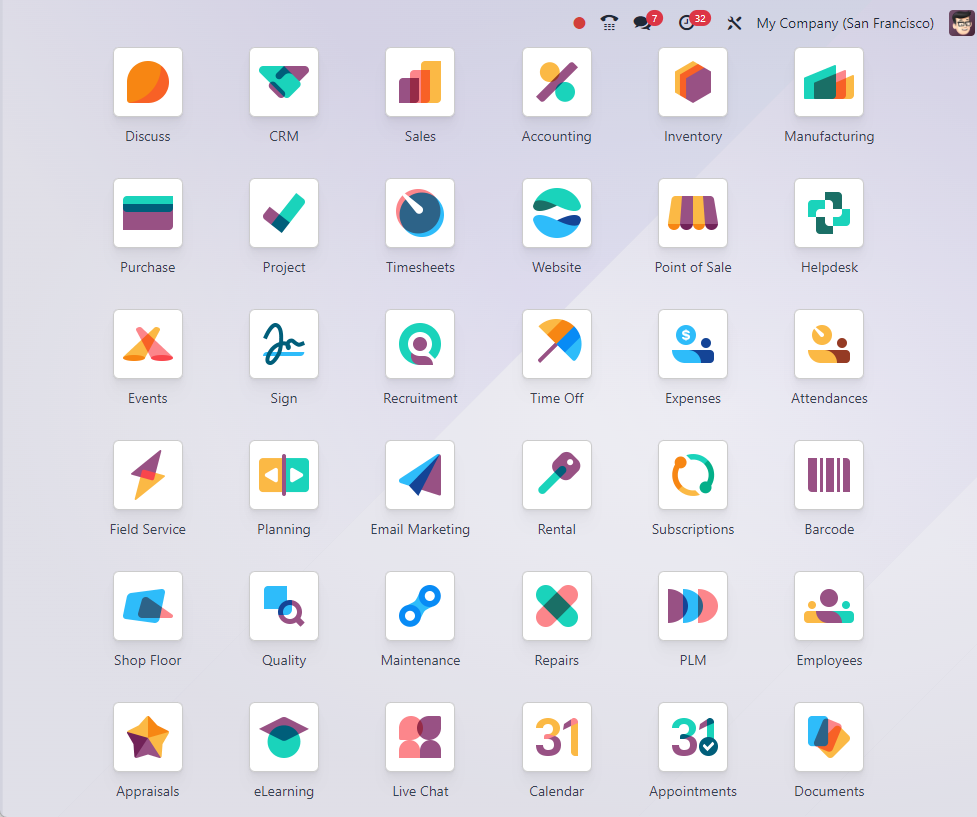 7 32 My Company (San Francisco)
Discuss CRM Sales Accounting Inventory Manufacturing
$
Purchase Project Timesheets Website Point of Sale Helpdesk
Events Sign Recruitment Time Off Expenses Attendances
Field Service Planning Email Marketing Rental Subscriptions Barcode
Shop Floor Quality Maintenance Repairs PLM Employees
31 31
Appraisals eLearning Live Chat Calendar Appointments Documents